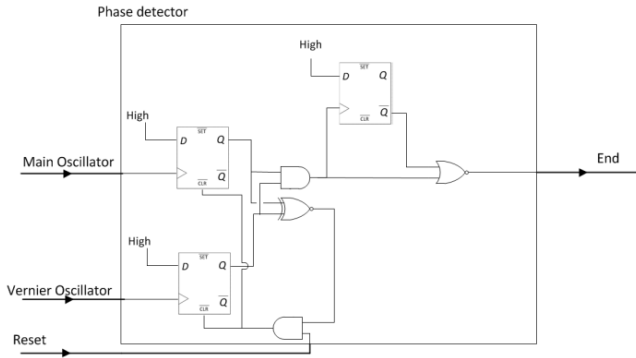 Phase detector
High
SET
D Q
Q
CLR
High
SET
D Q
Q
CLR
Main Oscillator
End
High
SET
D Q
Q
CLR
Vernier Oscillator
Reset